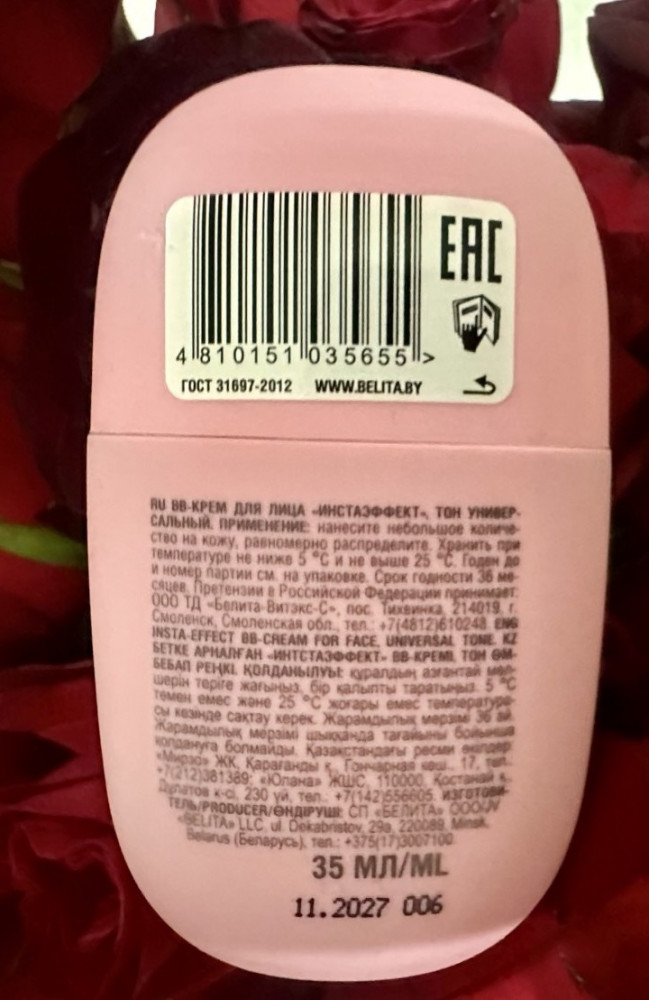 EAC
4 810151 035655 >
ГОСТ 31697-2012 WWW.BELITA.BY
RU BB-КРЕМ ДЛЯ ЛИЦА «ИНСТАЭФФЕКТ», ТОН УНИВЕР-
САЛЬНЫЙ. ПРИМЕНЕНИЕ: нанесите небольшое количе-
ство на кожу, равномерно распределите. Хранить при
температуре не ниже 5 °С и не выше 25 °С. Годен до
и номер партии см. на упаковке. Срок годности 36 ме-
сяцев. Претензии в Российской Федерации принимает:
ООО ТД «Белита-Витэкс-С», пос. Тихвинка, 214019, г.
Смоленск, Смоленская обл., тел.: +7(4812)610248. ENG
INSTA-EFFECT BB-CREAM FOR FACE, UNIVERSAL TONE. KZ
БЕТКЕ АРНАЛҒАН «ИНТСТАЭФФЕКТ» BB-КРЕМІ, ТОН ӘМ-
БЕБАП РЕҢКІ. ҚОЛДАНЫЛУЫ: құралдың азғантай мөл-
шерін теріге жағыңыз, бір қалыпты таратыңыз. 5 °С
төмен емес және 25 °С жоғары емес температура-
сы кезінде сақтау керек. Жарамдылық мерзімі 36 ай.
Жарамдылық мерзімі шыққанда тағайыны бойынша
қолдануға болмайды. Қазақстандағы ресми өкілдер:
«Мирзо» ЖК, Қарағанды қ., Гончарная көш., 17, тел.
+7(212)381389; «Юлана» ЖШС, 110000, Қостанай қ.,
Дулатов к-сі, 230 үй, тел.: +7(142)556605. ИЗГОТОВИ-
ТЕЛЬ/PRODUCER/ӨНДІРУШІ: СП «БЕЛИТА» ООО/JV
«BELITA» LLC, ul. Dekabristov, 29a, 220089, Minsk,
Belarus (Беларусь), тел.: +375(17)3007100.
35 МЛ/ML
11.2027 006